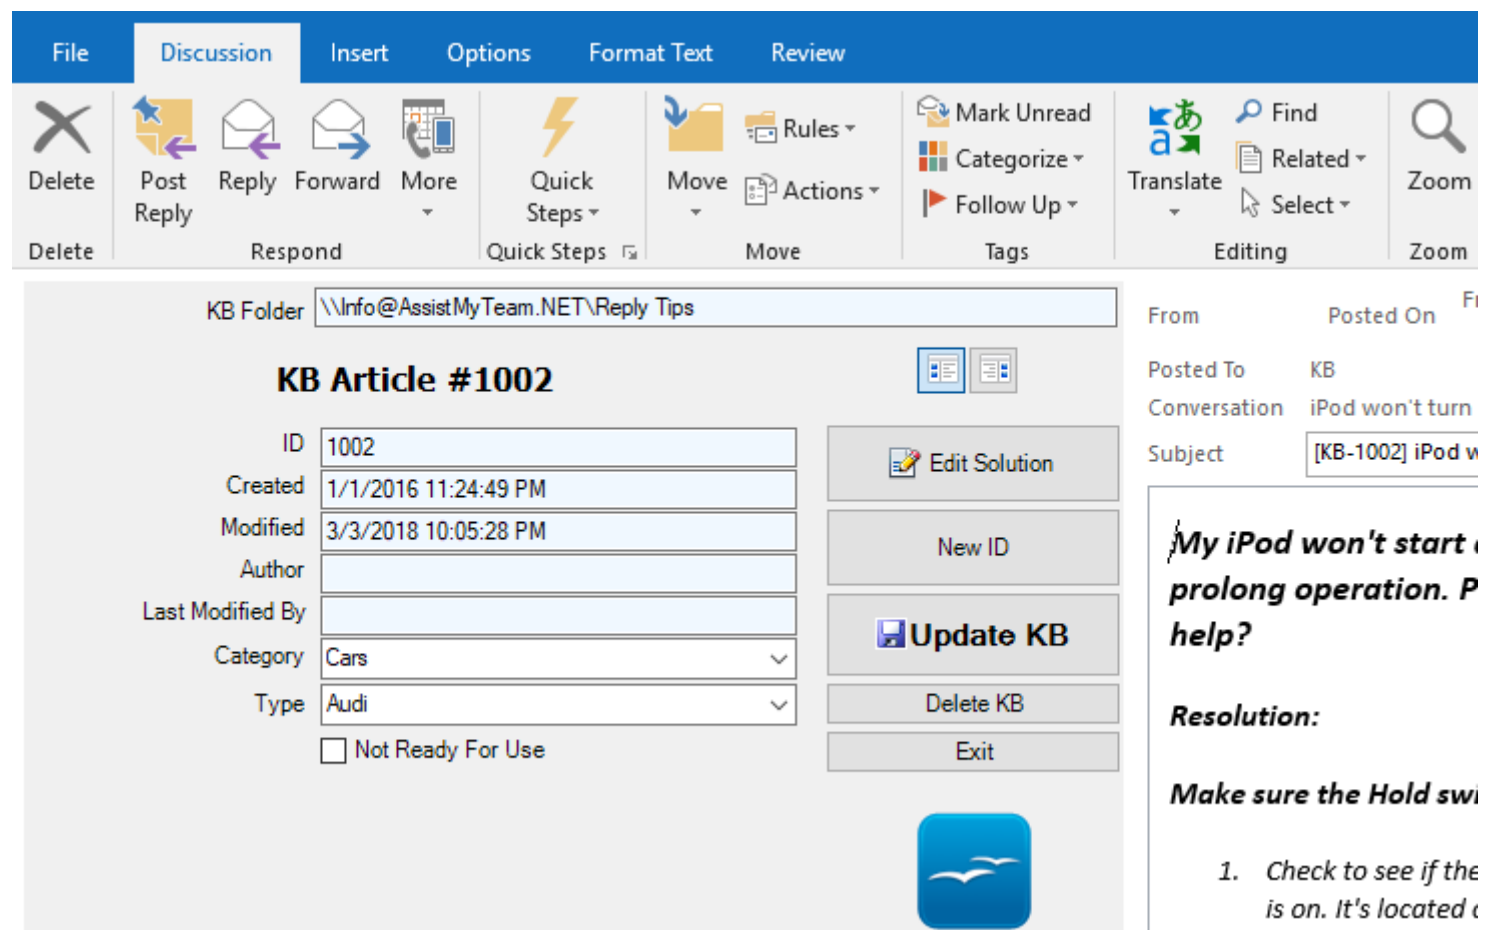 File Discussion Insert Options Format Text Review
Delete
Post Reply
Reply
Forward
More
Quick Steps
Move
Rules
Actions
Mark Unread
Categorize
Follow Up
Translate
Find
Related
Select
Zoom
Delete Respond Quick Steps Move Tags Editing Zoom
KB Folder \\Info@AssistMyTeam.NET\Reply Tips
KB Article #1002
ID 1002
Created 1/1/2016 11:24:49 PM
Modified 3/3/2018 10:05:28 PM
Author
Last Modified By
Category Cars
Type Audi
Not Ready For Use
Edit Solution
New ID
Update KB
Delete KB
Exit
From Posted On
Posted To KB
Conversation iPod won't turn
Subject [KB-1002] iPod
My iPod won't start
prolong operation.
help?
Resolution:
Make sure the Hold
1. Check to see if the
is on. It's located